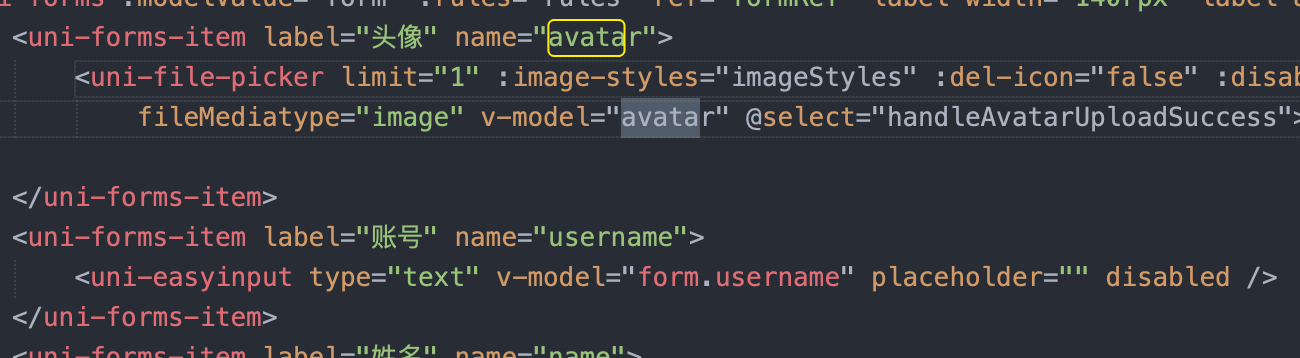 forms :modelValue="form" :rules="rules" ref="formRef" label-width="140rpx" label
<uni-forms-item label="头像" name="avatar">
<uni-file-picker limit="1" :image-styles="imageStyles" :del-icon="false" :disab
fileMediatype="image" v-model="avatar" @select="handleAvatarUploadSuccess">
</uni-forms-item>
<uni-forms-item label="账号" name="username">
<uni-easyinput type="text" v-model="form.username" placeholder="" disabled />
</uni-forms-item>
<uni-forms-item label="姓名" name="name">